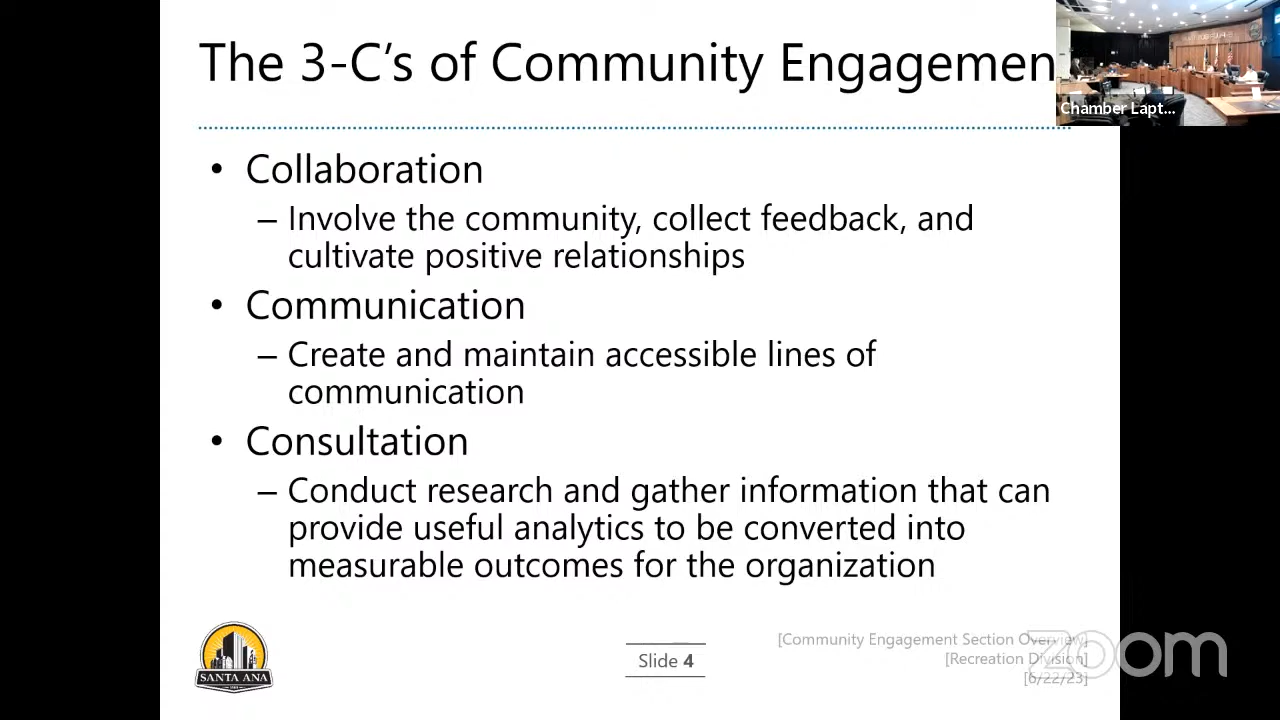 The 3-C's of Community Engagemen
Chamber Lapt...
• Collaboration
– Involve the community, collect feedback, and
cultivate positive relationships
• Communication
– Create and maintain accessible lines of
communication
• Consultation
– Conduct research and gather information that can
provide useful analytics to be converted into
measurable outcomes for the organization
SANTA ANA
Slide 4
[Community Engagement Section Overview]
[Recreation Division]
[6/22/23]
zoom